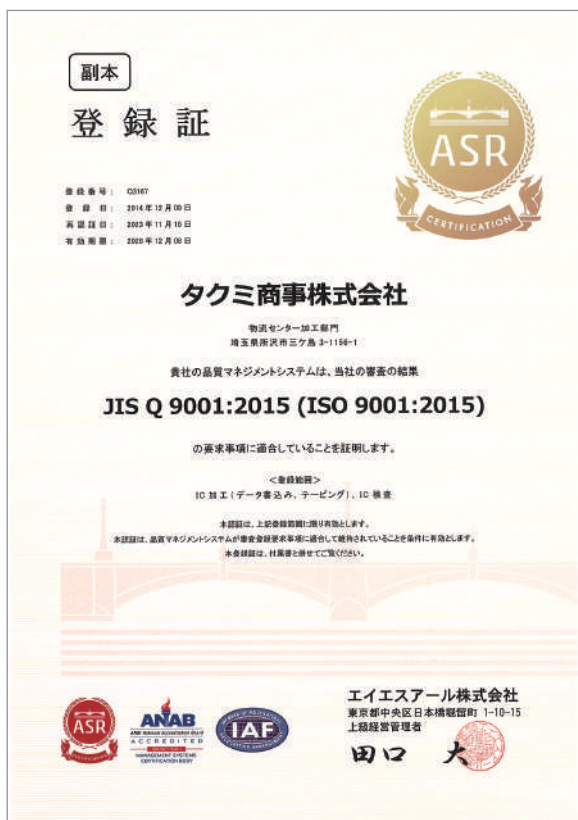 副本
登録証
ASR
CERTIFICATION
登録番号: Q3167
登録日: 2014年12月09日
再認証日: 2023年11月10日
有効期限: 2026年12月08日
タクミ商事株式会社
物流センター加工部門
埼玉県所沢市三ケ島 3-1156-1
貴社の品質マネジメントシステムは、当社の審査の結果
JIS Q 9001:2015 (ISO 9001:2015)
の要求事項に適合していることを証明します。
<登録範囲>
IC 加工(データ書込み、テーピング)、IC 検査
本認証は、上記登録範囲に限り有効とします。
本認証は、品質マネジメントシステムが審査登録要求事項に適合して維持されていることを条件に有効とします。
本登録証は、付属書と併せてご覧ください。
ASR
ANAB
ANSI National Accreditation Board
ACCREDITED
MANAGEMENT SYSTEMS
CERTIFICATION BODY
IAF
エイエスアール株式会社
東京都中央区日本橋堀留町 1-10-15
上級経営管理者
田口 大